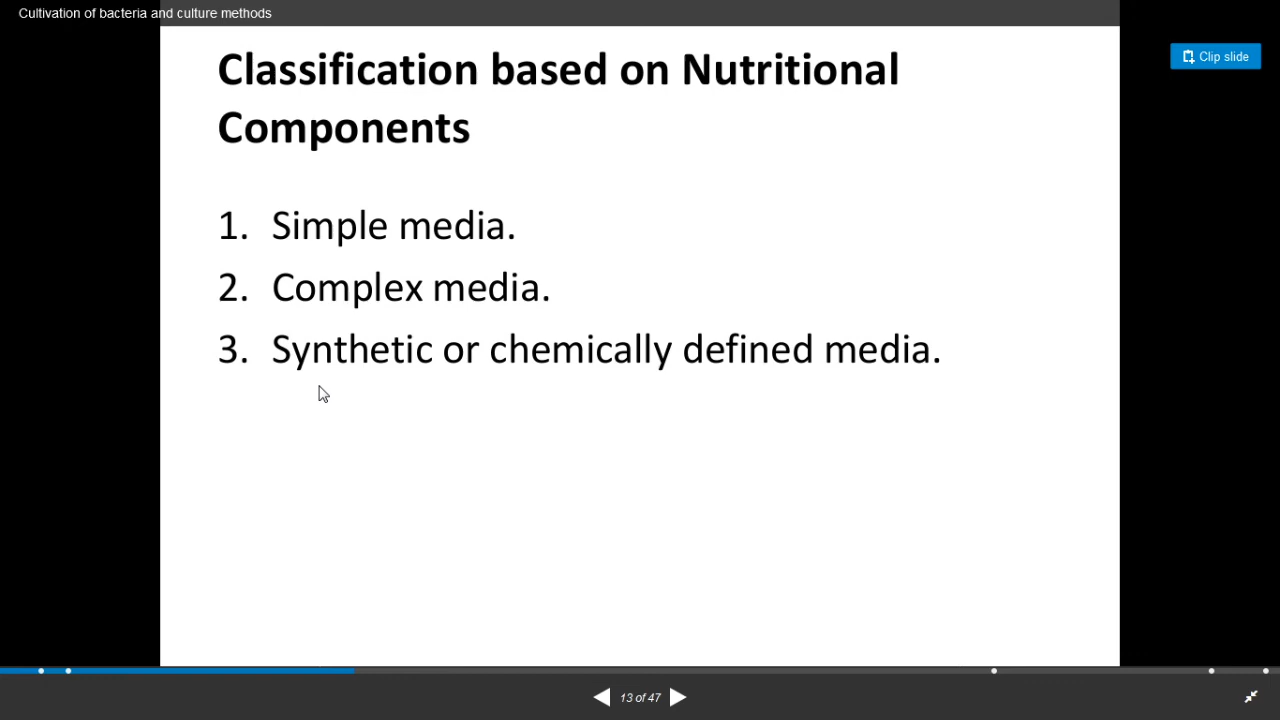 Cultivation of bacteria and culture methods
Clip slide
Classification based on Nutritional
Components
1. Simple media.
2. Complex media.
3. Synthetic or chemically defined media.
13 of 47